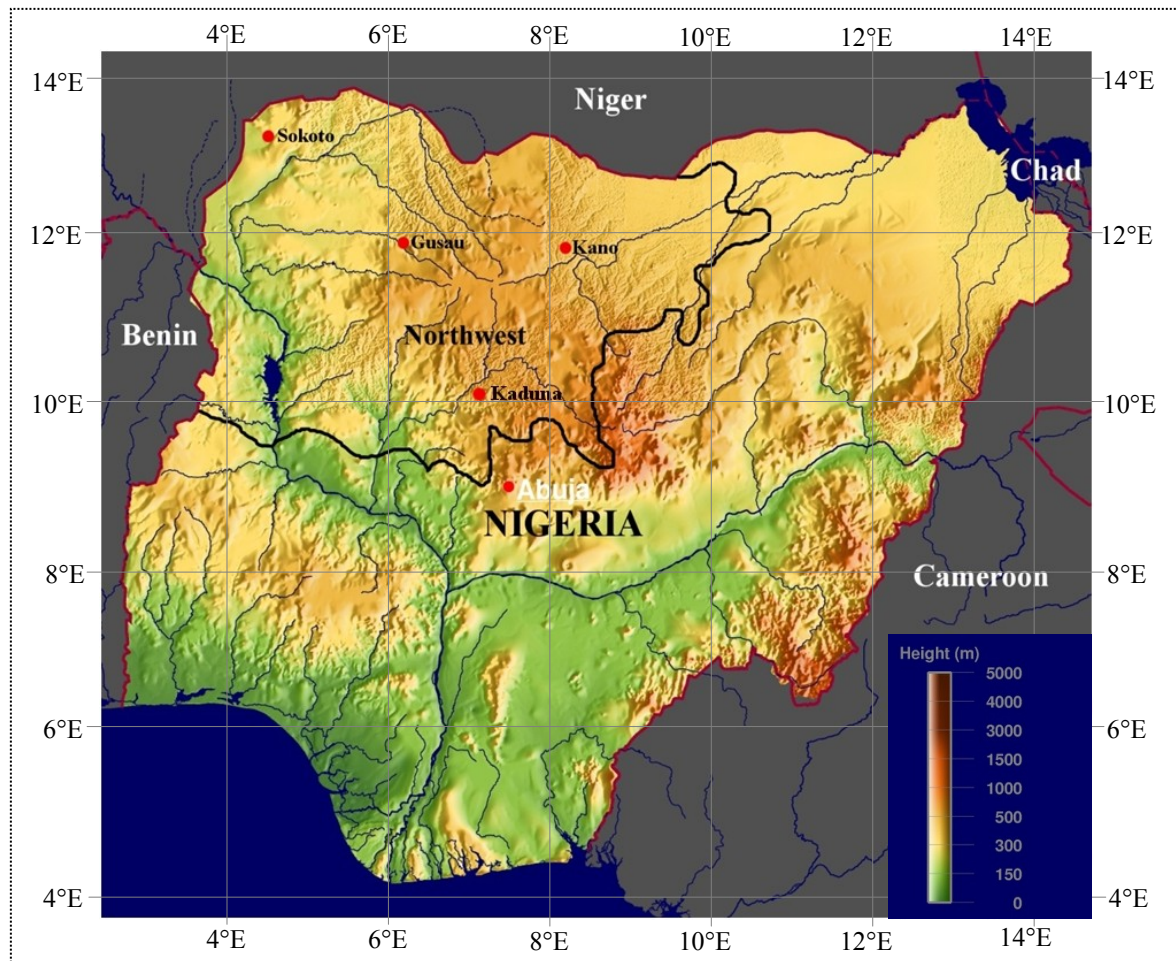 4°E 6°E 8°E 10°E 12°E 14°E
14°E 14°E
Niger
Sokoto
Chad
12°E 12°E
Gusau
Kano
Benin
Northwest
Kaduna
10°E 10°E
Abuja
NIGERIA
8°E 8°E
Cameroon
Height (m)
5000
4000
3000
1500
1000
500
300
150
0
6°E 6°E
4°E 4°E
4°E 6°E 8°E 10°E 12°E 14°E